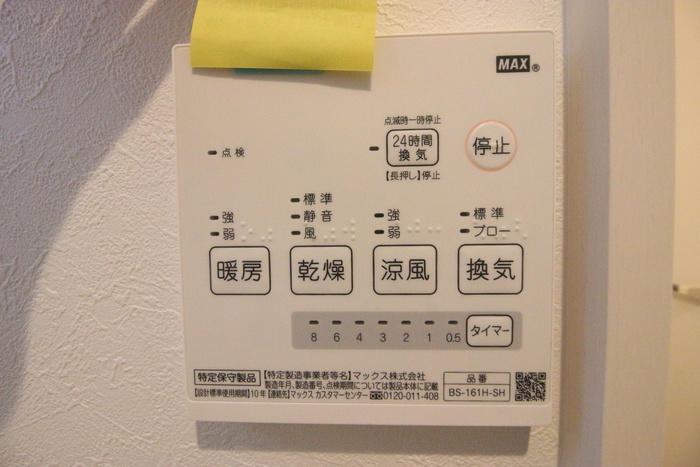 MAX®
点滅時一時停止
24時間
換気
【長押し】停止
停止
点検
強
弱
標準
静音
風
強
弱
標準
ブロー
暖房
乾燥
涼風
換気
8 6 4 3 2 1 0.5
タイマー
特定保守製品
【特定製造事業者等名】マックス株式会社
製造年月、製造番号、点検期間については製品本体に記載
【設計標準使用期間】10年【連絡先】マックス カスタマーセンター 0120-011-408
品番
BS-161H-SH